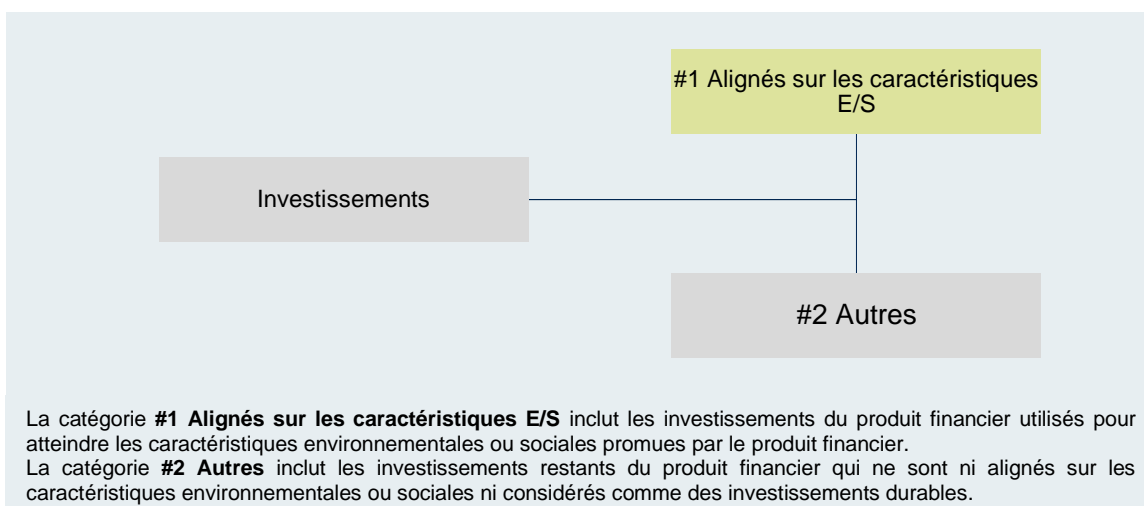 #1 Alignés sur les caractéristiques
E/S
Investissements
#2 Autres
La catégorie #1 Alignés sur les caractéristiques E/S inclut les investissements du produit financier utilisés pour
atteindre les caractéristiques environnementales ou sociales promues par le produit financier.
La catégorie #2 Autres inclut les investissements restants du produit financier qui ne sont ni alignés sur les
caractéristiques environnementales ou sociales ni considérés comme des investissements durables.